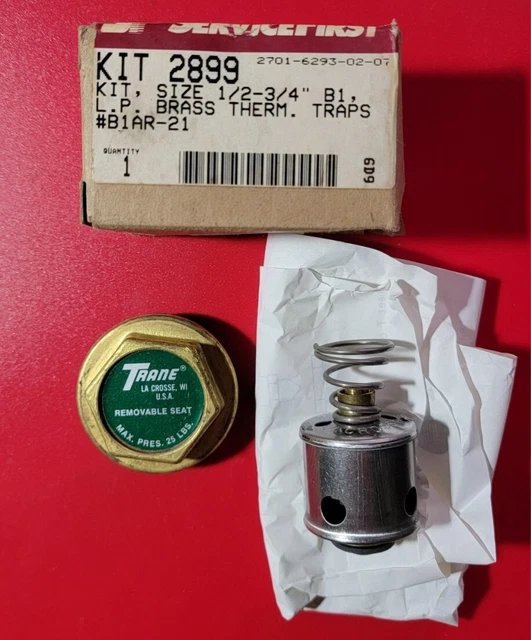 SERVICEFIRST
KIT 2899
2701-6293-02-07
KIT, SIZE 1/2-3/4" B1,
L.P. BRASS THERM. TRAPS
#B1AR-21
QUANTITY
1
6D9
TRANE®
LA CROSSE, WI
U.S.A.
REMOVABLE SEAT
MAX. PRES. 25 LBS.